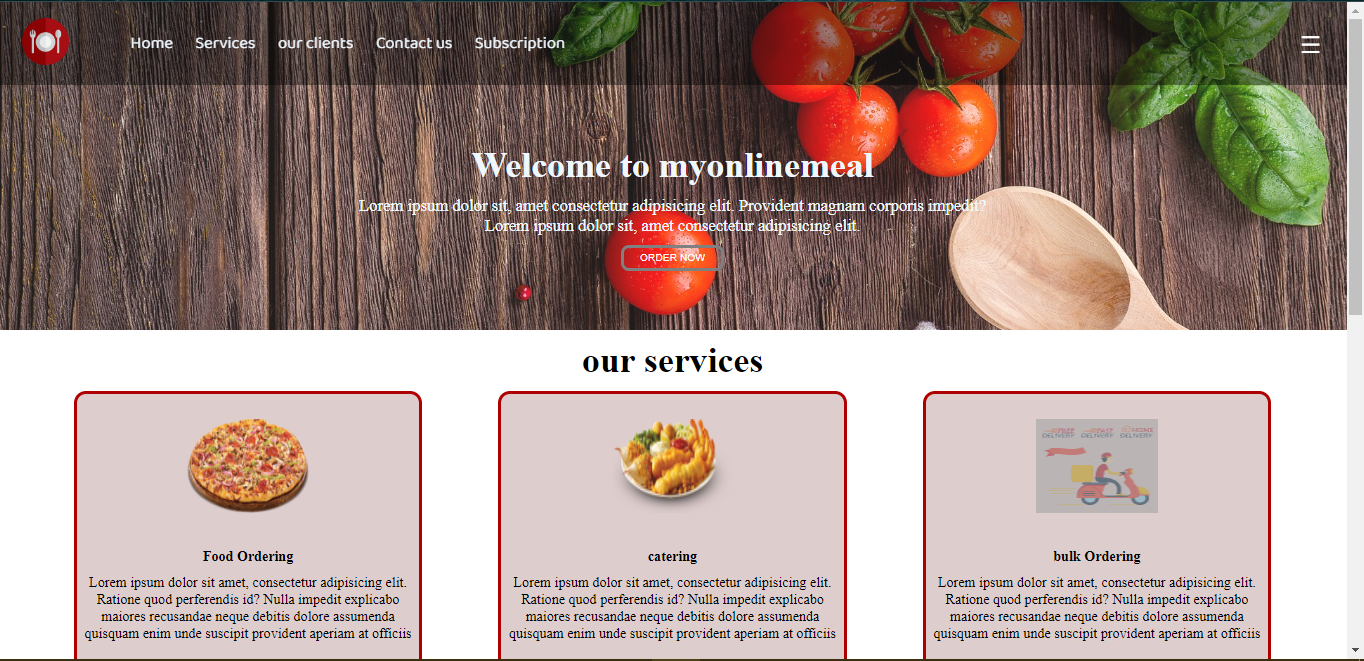 Home Services our clients Contact us Subscription
Welcome to myonlinemeal
Lorem ipsum dolor sit, amet consectetur adipisicing elit. Provident magnam corporis impedit?
Lorem ipsum dolor sit, amet consectetur adipisicing elit.
ORDER NOW
our services
Food Ordering
Lorem ipsum dolor sit amet, consectetur adipisicing elit.
Ratione quod perferendis id? Nulla impedit explicabo
maiores recusandae neque debitis dolore assumenda
quisquam enim unde suscipit provident aperiam at officiis
catering
Lorem ipsum dolor sit amet, consectetur adipisicing elit.
Ratione quod perferendis id? Nulla impedit explicabo
maiores recusandae neque debitis dolore assumenda
quisquam enim unde suscipit provident aperiam at officiis
DELIVERY DELIVERY DELIVERY
bulk Ordering
Lorem ipsum dolor sit amet, consectetur adipisicing elit.
Ratione quod perferendis id? Nulla impedit explicabo
maiores recusandae neque debitis dolore assumenda
quisquam enim unde suscipit provident aperiam at officiis